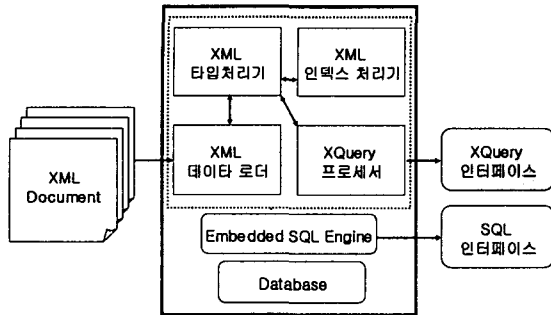 XML
타입처리기
XML
인덱스 처리기
XML
Document
XML
데이타 로더
XQuery
프로세서
XQuery
인터페이스
Embedded SQL Engine
SQL
인터페이스
Database